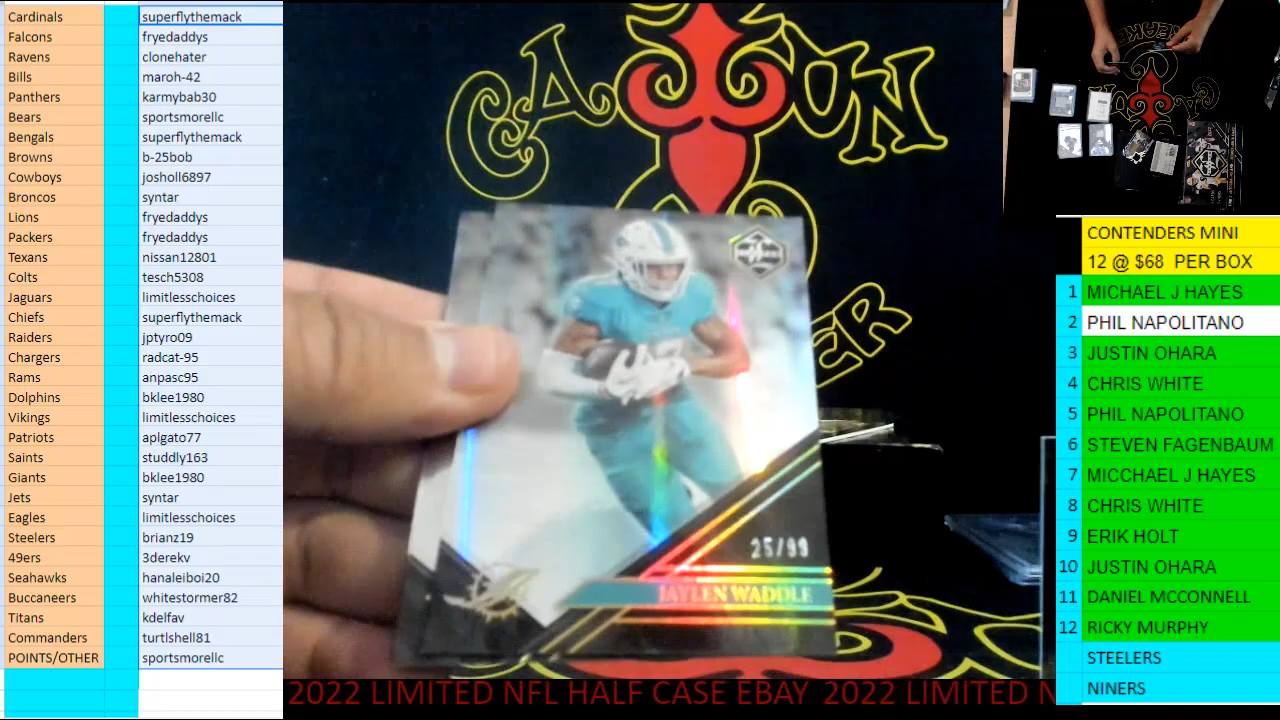 Cardinals superflythemack
Falcons fryedaddys
Ravens clonehater
Bills maroh-42
Panthers karmybab30
Bears sportsmorellc
Bengals superflythemack
Browns b-25bob
Cowboys josholl6897
Broncos syntar
Lions fryedaddys
Packers fryedaddys
Texans nissan12801
Colts tesch5308
Jaguars limitlesschoices
Chiefs superflythemack
Raiders jptyro09
Chargers radcat-95
Rams anpasc95
Dolphins bklee1980
Vikings limitlesschoices
Patriots aplgato77
Saints studdly163
Giants bklee1980
Jets syntar
Eagles limitlesschoices
Steelers brianz19
49ers 3derekv
Seahawks hanaleiboi20
Buccaneers whitestormer82
Titans kdelfav
Commanders turtlshell81
POINTS/OTHER sportsmorellc
25/99
JAYLEN WADDLE
2022 LIMITED NFL HALF CASE EBAY 2022 LIMITED N
CONTENDERS MINI
12 @ $68 PER BOX
1 MICHAEL J HAYES
2 PHIL NAPOLITANO
3 JUSTIN OHARA
4 CHRIS WHITE
5 PHIL NAPOLITANO
6 STEVEN FAGENBAUM
7 MICCHAEL J HAYES
8 CHRIS WHITE
9 ERIK HOLT
10 JUSTIN OHARA
11 DANIEL MCCONNELL
12 RICKY MURPHY
STEELERS
NINERS